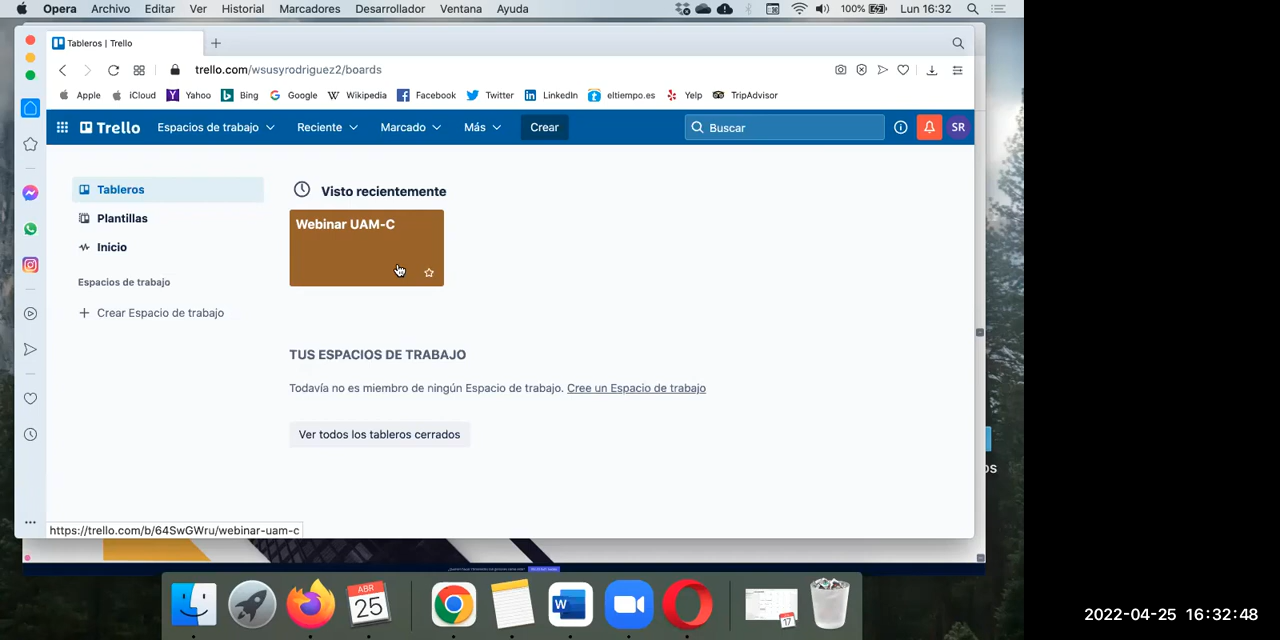 Opera Archivo Editar Ver Historial Marcadores Desarrollador Ventana Ayuda 100% Lun 16:32
Tableros | Trello
trello.com/wsusyrodriguez2/boards
Apple iCloud Yahoo Bing Google Wikipedia Facebook Twitter LinkedIn eltiempo.es Yelp TripAdvisor
Trello Espacios de trabajo Reciente Marcado Más Crear Buscar SR
Tableros
Plantillas
Inicio
Espacios de trabajo
Crear Espacio de trabajo
Visto recientemente
Webinar UAM-C
TUS ESPACIOS DE TRABAJO
Todavía no es miembro de ningún Espacio de trabajo. Cree un Espacio de trabajo
Ver todos los tableros cerrados
https://trello.com/b/64SwGWru/webinar-uam-c
os
ABR
25
17
2022-04-25 16:32:48